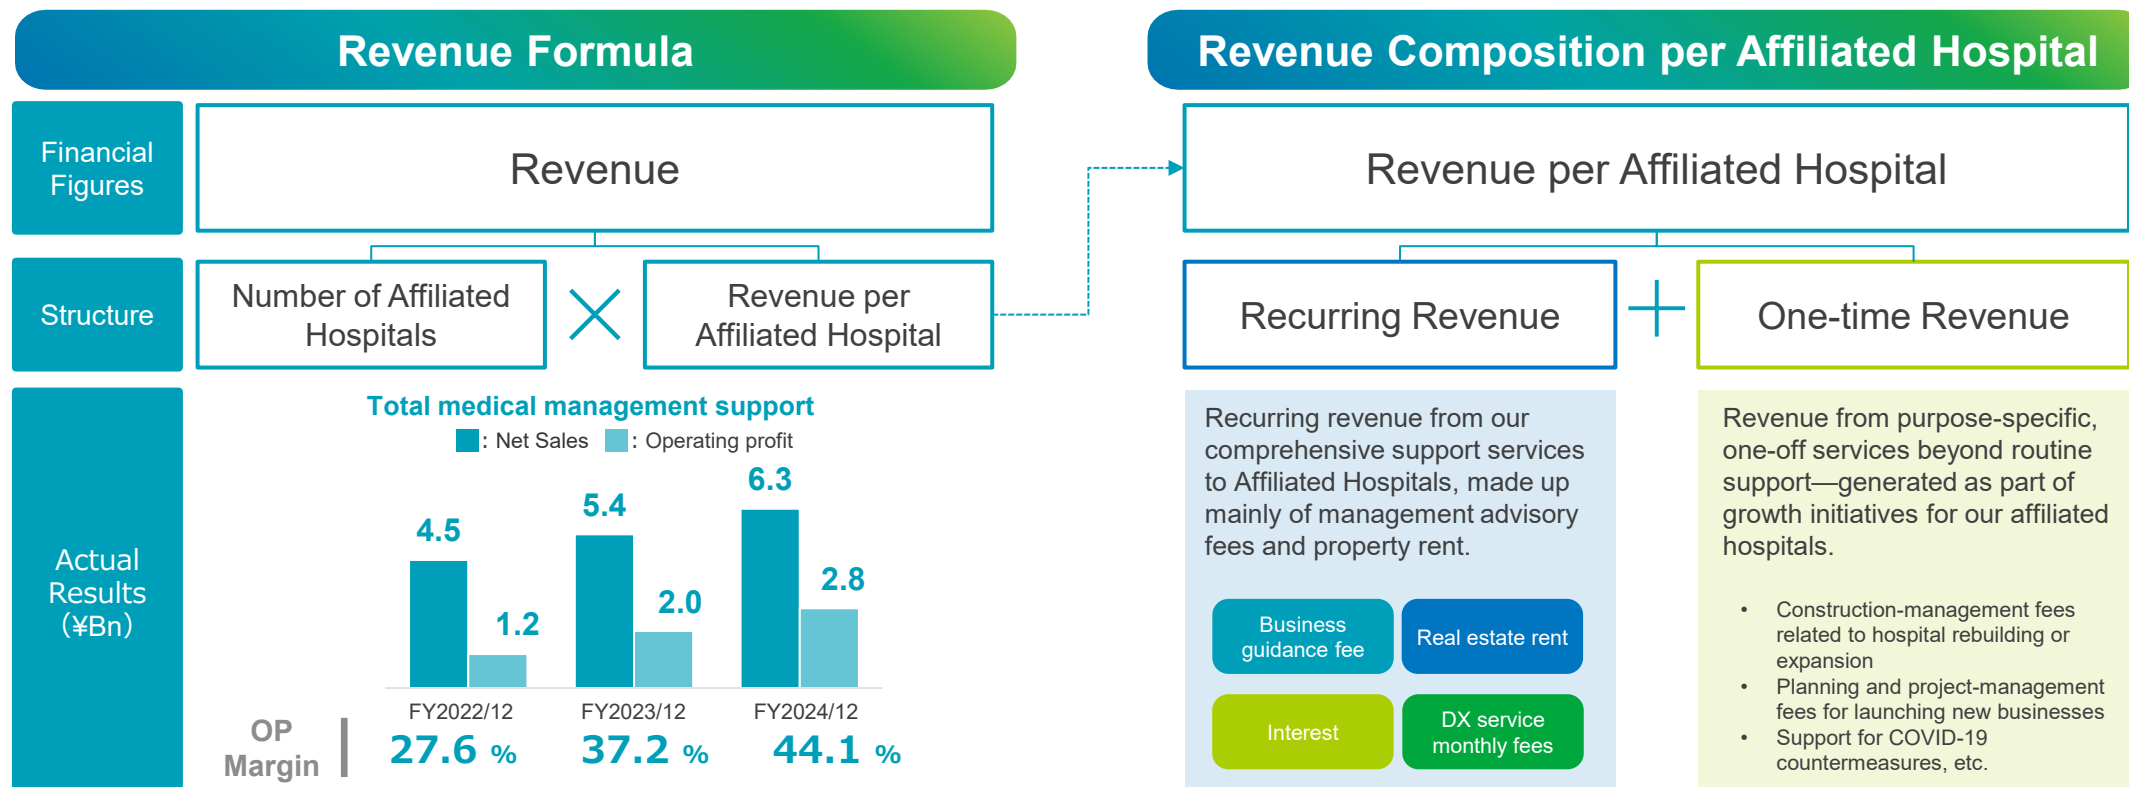 Revenue Formula
Financial
Figures
Revenue
Structure
Number of Affiliated
Hospitals
Revenue per
Affiliated Hospital
Actual
Results
(¥Bn)
Total medical management support
: Net Sales : Operating profit
4.5
1.2
5.4
2.0
6.3
2.8
FY2022/12 FY2023/12 FY2024/12
OP
Margin
27.6 % 37.2 % 44.1 %
Revenue Composition per Affiliated Hospital
Revenue per Affiliated Hospital
Recurring Revenue
One-time Revenue
Recurring revenue from our
comprehensive support services
to Affiliated Hospitals, made up
mainly of management advisory
fees and property rent.
Business
guidance fee
Real estate rent
Interest
DX service
monthly fees
Revenue from purpose-specific,
one-off services beyond routine
support—generated as part of
growth initiatives for our affiliated
hospitals.
• Construction-management fees
related to hospital rebuilding or
expansion
• Planning and project-management
fees for launching new businesses
• Support for COVID-19
countermeasures, etc.